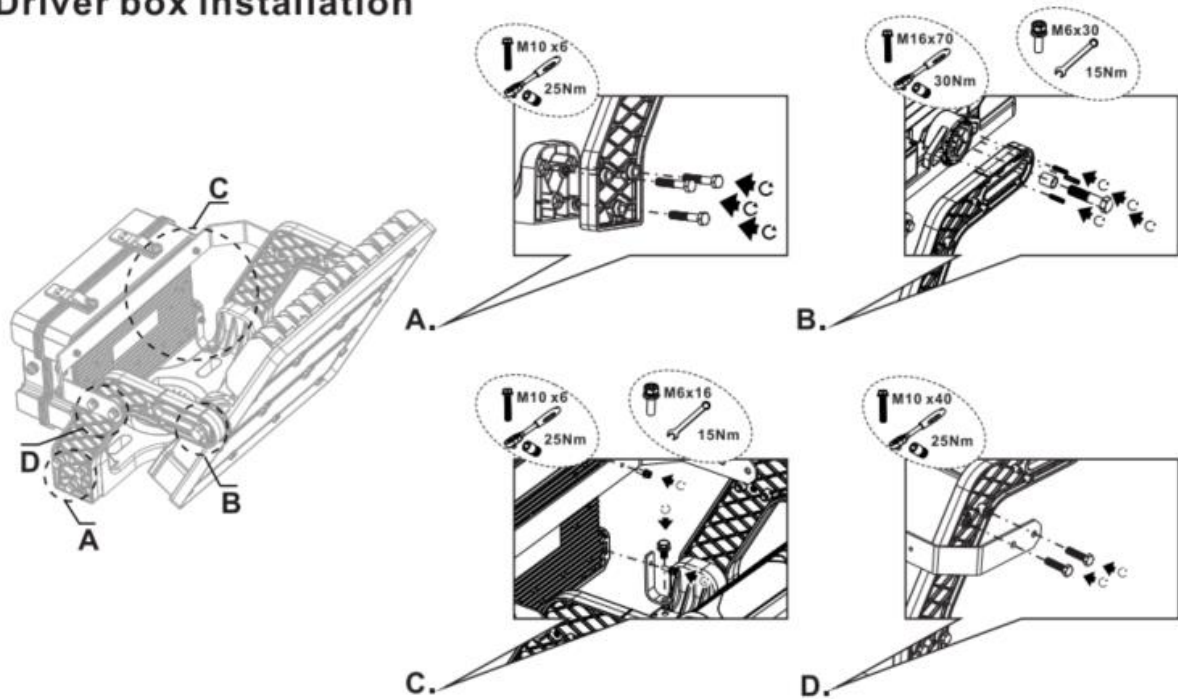 Driver box installation
M10 x6
25Nm
A.
M16x70
30Nm
M6x30
15Nm
B.
C
D
B
A
M10 x6
25Nm
M6x16
15Nm
C.
M10 x40
25Nm
D.